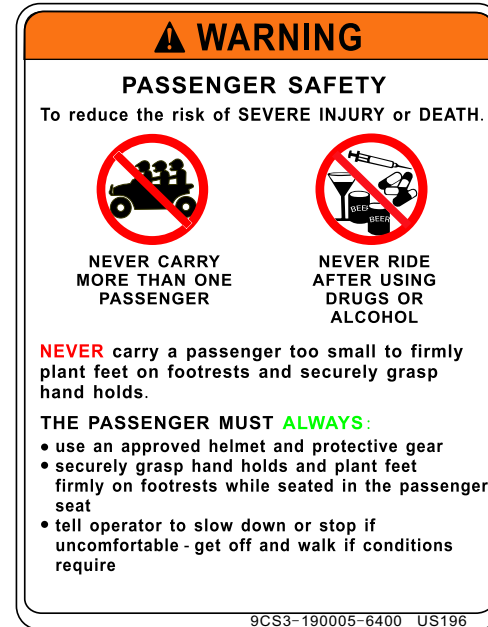 WARNING
PASSENGER SAFETY
To reduce the risk of SEVERE INJURY or DEATH.
NEVER CARRY
MORE THAN ONE
PASSENGER
BEER
BEER
NEVER RIDE
AFTER USING
DRUGS OR
ALCOHOL
NEVER carry a passenger too small to firmly
plant feet on footrests and securely grasp
hand holds.
THE PASSENGER MUST ALWAYS:
• use an approved helmet and protective gear
• securely grasp hand holds and plant feet
firmly on footrests while seated in the passenger
seat
• tell operator to slow down or stop if
uncomfortable - get off and walk if conditions
require
9CS3-190005-6400 US196